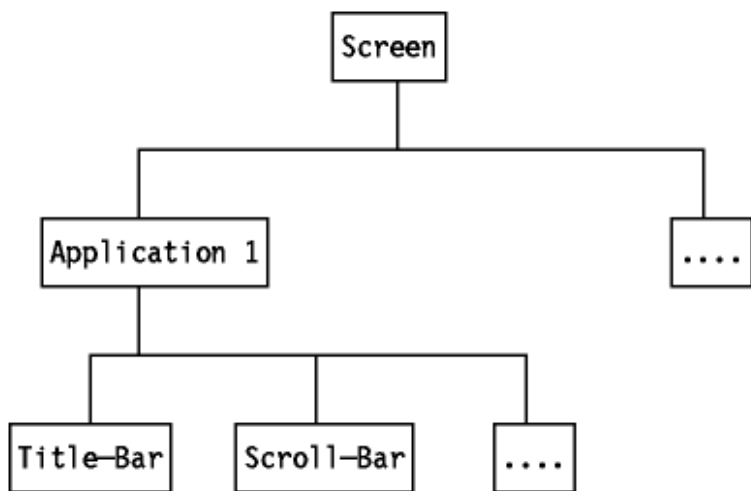 Screen
Application 1
....
Title-Bar
Scroll-Bar
....